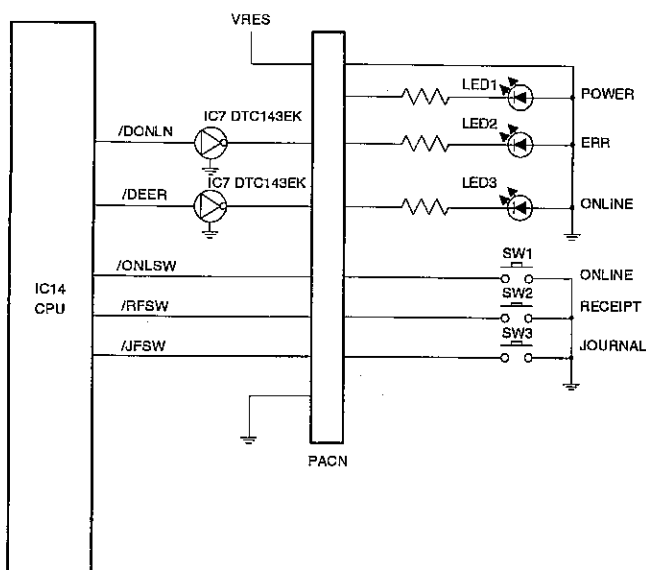 VRES
LED1
POWER
IC7 DTC143EK
LED2
/DONLN
ERR
IC7 DTC143EK
LED3
/DEER
ONLINE
SW1
/ONLSW
ONLINE
IC14
CPU
SW2
/RFSW
RECEIPT
SW3
/JFSW
JOURNAL
PACN